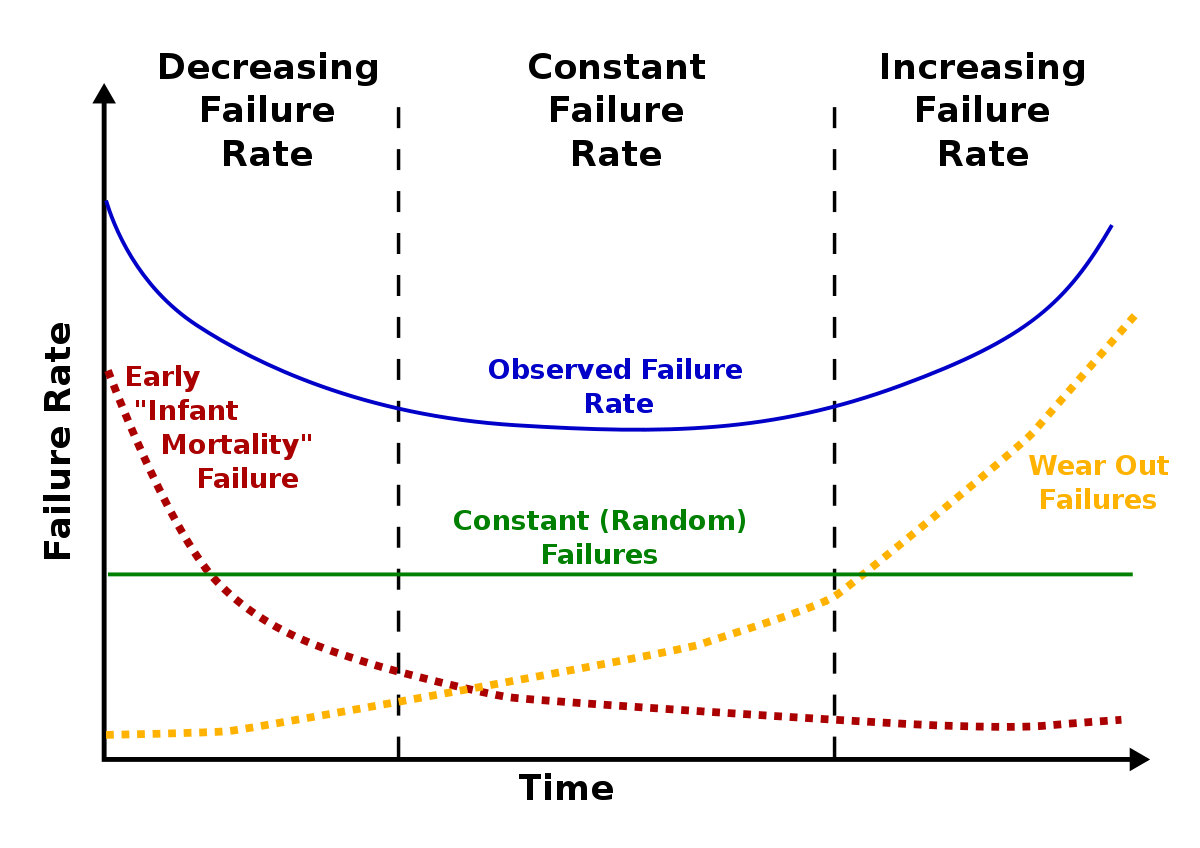 Decreasing
Failure
Rate
Constant
Failure
Rate
Increasing
Failure
Rate
Failure Rate
Observed Failure
Rate
Early
"Infant
Mortality"
Failure
Wear Out
Failures
Constant (Random)
Failures
Time